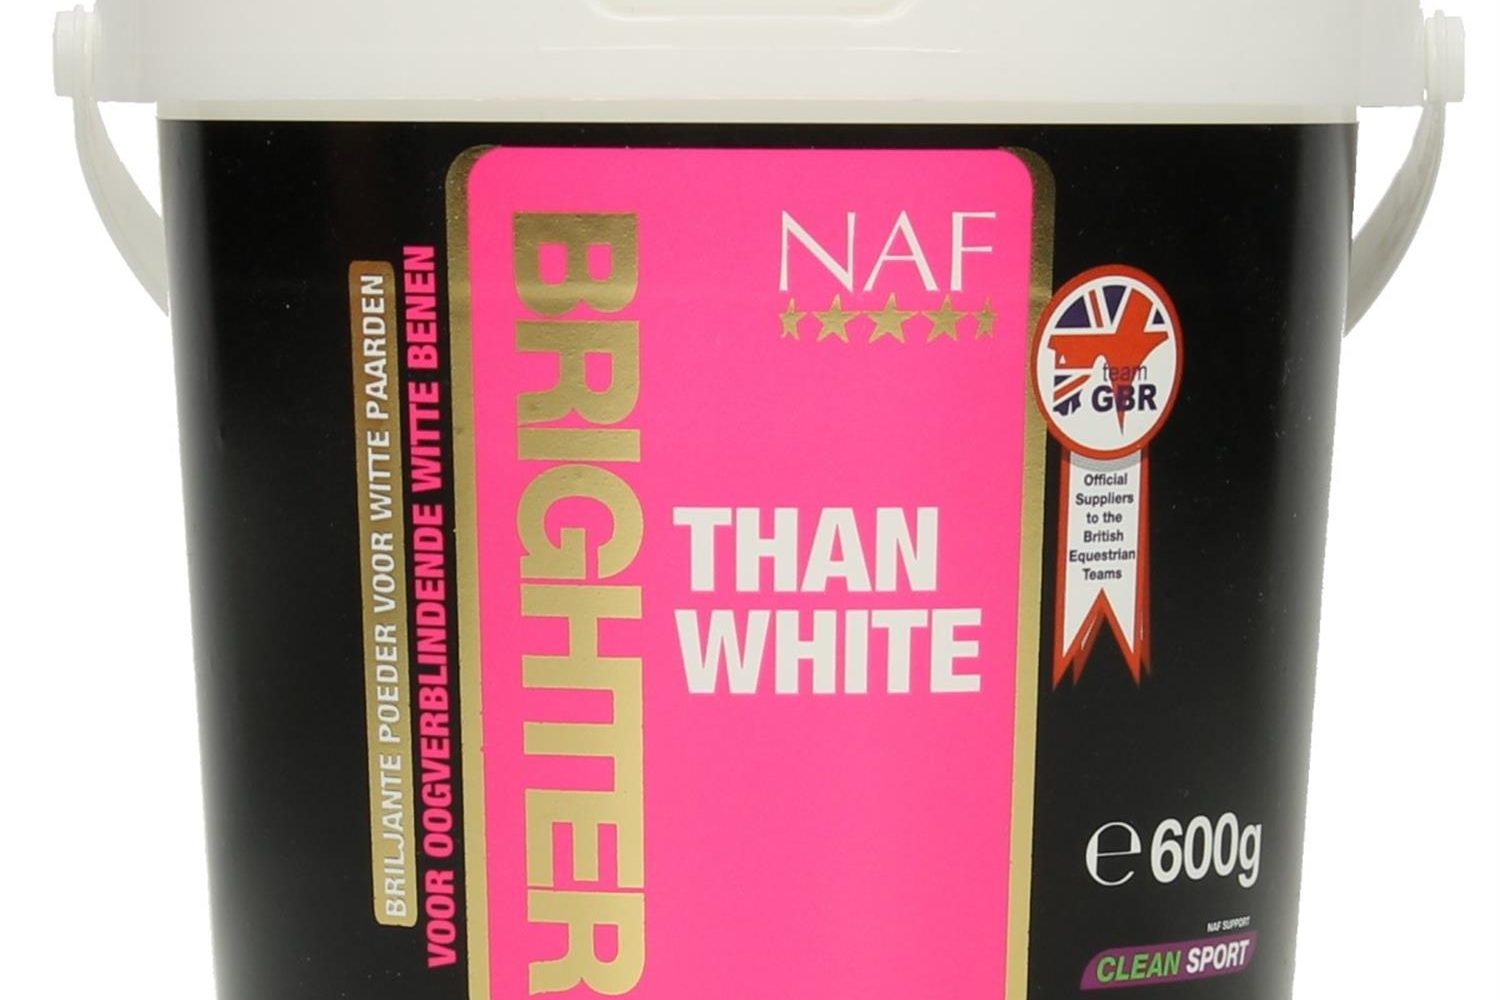 BRILJANTE POEDER VOOR WITTE PAARDEN
VOOR OOGVERBLINDENDE WITTE BENEN
BRIGHTER
NAF
THAN
WHITE
team
GBR
Official
Suppliers
to the
British
Equestrian
Teams
℮600g
NAF SUPPORT
CLEAN SPORT